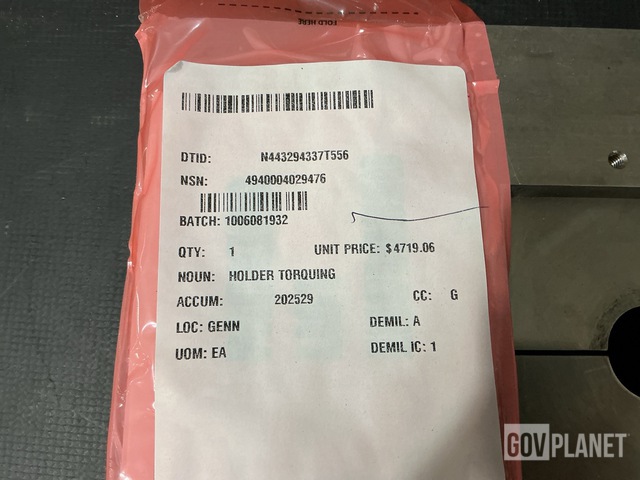 FOLD HERE
DTID: N443294337T556
NSN: 4940004029476
BATCH: 1006081932
QTY: 1 UNIT PRICE: $4719.06
NOUN: HOLDER TORQUING
ACCUM: 202529 CC: G
LOC: GENN DEMIL: A
UOM: EA DEMIL IC: 1
GOVPLANET